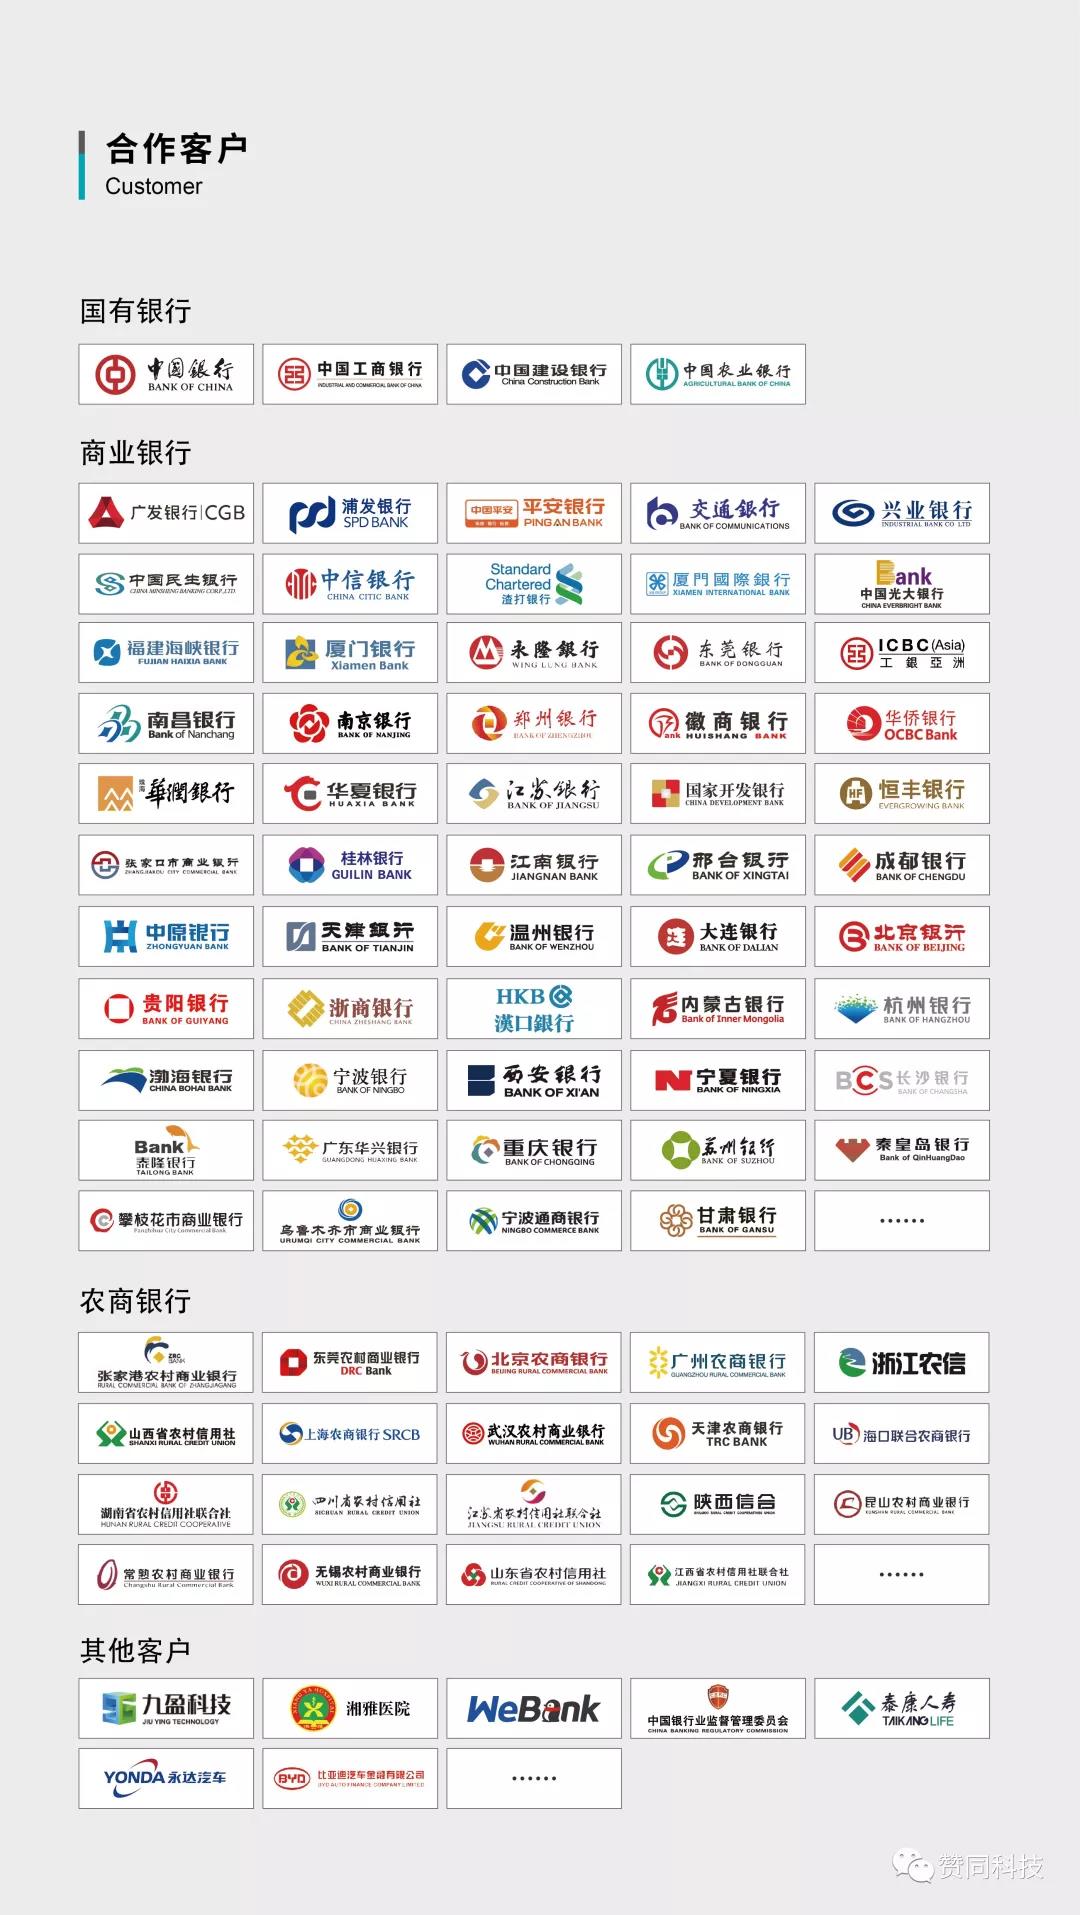 合作客户
Customer
国有银行
中国銀行
BANK OF CHINA
中国工商银行
INDUSTRIAL AND COMMERCIAL BANK OF CHINA
中国建设银行
China Construction Bank
中国农业银行
AGRICULTURAL BANK OF CHINA
商业银行
广发银行|CGB
浦发银行
SPD BANK
中国平安 平安银行
PING AN BANK
交通銀行
BANK OF COMMUNICATIONS
兴业银行
INDUSTRIAL BANK CO LTD
中国民生银行
CHINA MINSHENG BANKING CORP.,LTD.
中信银行
CHINA CITIC BANK
Standard
Chartered
渣打银行
厦門國際銀行
XIAMEN INTERNATIONAL BANK
Bank
中国光大银行
CHINA EVERBRIGHT BANK
福建海峡银行
FUJIAN HAIXIA BANK
厦门银行
Xiamen Bank
永隆銀行
WING LUNG BANK
东莞银行
BANK OF DONGGUAN
ICBC (Asia)
工銀亞洲
南昌银行
Bank of Nanchang
南京银行
BANK OF NANJING
郑州银行
BANK OF ZHENGZHOU
徽商银行
ank HUISHANG BANK
华侨银行
OCBC Bank
珠海 華潤銀行
华夏银行
HUAXIA BANK
江苏银行
BANK OF JIANGSU
国家开发银行
CHINA DEVELOPMENT BANK
HF 恒丰银行
EVERGROWING BANK
张家口市商业银行
ZHANGJIAKOU CITY COMMERCIAL BANK
桂林银行
GUILIN BANK
江南银行
JIANGNAN BANK
邢台银行
BANK OF XINGTAI
成都银行
BANK OF CHENGDU
中原银行
ZHONGYUAN BANK
天津银行
BANK OF TIANJIN
温州银行
BANK OF WENZHOU
大连银行
BANK OF DALIAN
北京银行
BANK OF BEIJING
贵阳银行
BANK OF GUIYANG
浙商银行
CHINA ZHESHANG BANK
HKB
漢口銀行
内蒙古银行
Bank of Inner Mongolia
杭州银行
BANK OF HANGZHOU
渤海银行
CHINA BOHAI BANK
宁波银行
BANK OF NINGBO
西安银行
BANK OF XI'AN
宁夏银行
BANK OF NINGXIA
BCS 长沙银行
BANK OF CHANGSHA
Bank
泰隆银行
TAILONG BANK
广东华兴银行
GUANGDONG HUAXING BANK
重庆银行
BANK OF CHONGQING
苏州银行
BANK OF SUZHOU
秦皇岛银行
Bank of QinHuangDao
攀枝花市商业银行
Panzhihua City Commercial Bank
乌鲁木齐市商业银行
URUMQI CITY COMMERCIAL BANK
宁波通商银行
NINGBO COMMERCE BANK
甘肃银行
BANK OF GANSU
……
农商银行
ZRC
BANK
张家港农村商业银行
RURAL COMMERCIAL BANK OF ZHANGJIAGANG
东莞农村商业银行
DRC Bank
北京农商银行
BEIJING RURAL COMMERCIAL BANK
广州农商银行
GUANGZHOU RURAL COMMERCIAL BANK
浙江农信
山西省农村信用社
SHANXI RURAL CREDIT UNION
上海农商银行 SRCB
武汉农村商业银行
WUHAN RURAL COMMERCIAL BANK
天津农商银行
TRC BANK
UB 海口联合农商银行
湖南省农村信用社联合社
HUNAN RURAL CREDIT COOPERATIVE
四川省农村信用社
SICHUAN RURAL CREDIT UNION
江苏省农村信用社联合社
JIANGSU RURAL CREDIT UNION
陕西信合
昆山农村商业银行
KUNSHAN RURAL COMMERCIAL BANK
常熟农村商业银行
Changshu Rural Commercial Bank
无锡农村商业银行
WUXI RURAL COMMERCIAL BANK
山东省农村信用社
RURAL CREDIT COOPERATIVE OF SHANDONG
江西省农村信用社联合社
JIANGXI RURAL CREDIT UNION
……
其他客户
九盈科技
JIU YING TECHNOLOGY
湘雅医院
WeBank
中国银行业监督管理委员会
CHINA BANKING REGULATORY COMMISSION
泰康人寿
TAIKANG LIFE
YONDA 永达汽车
BYD 比亚迪汽车金融有限公司
BYD AUTO FINANCE COMPANY LIMITED
……
赞同科技